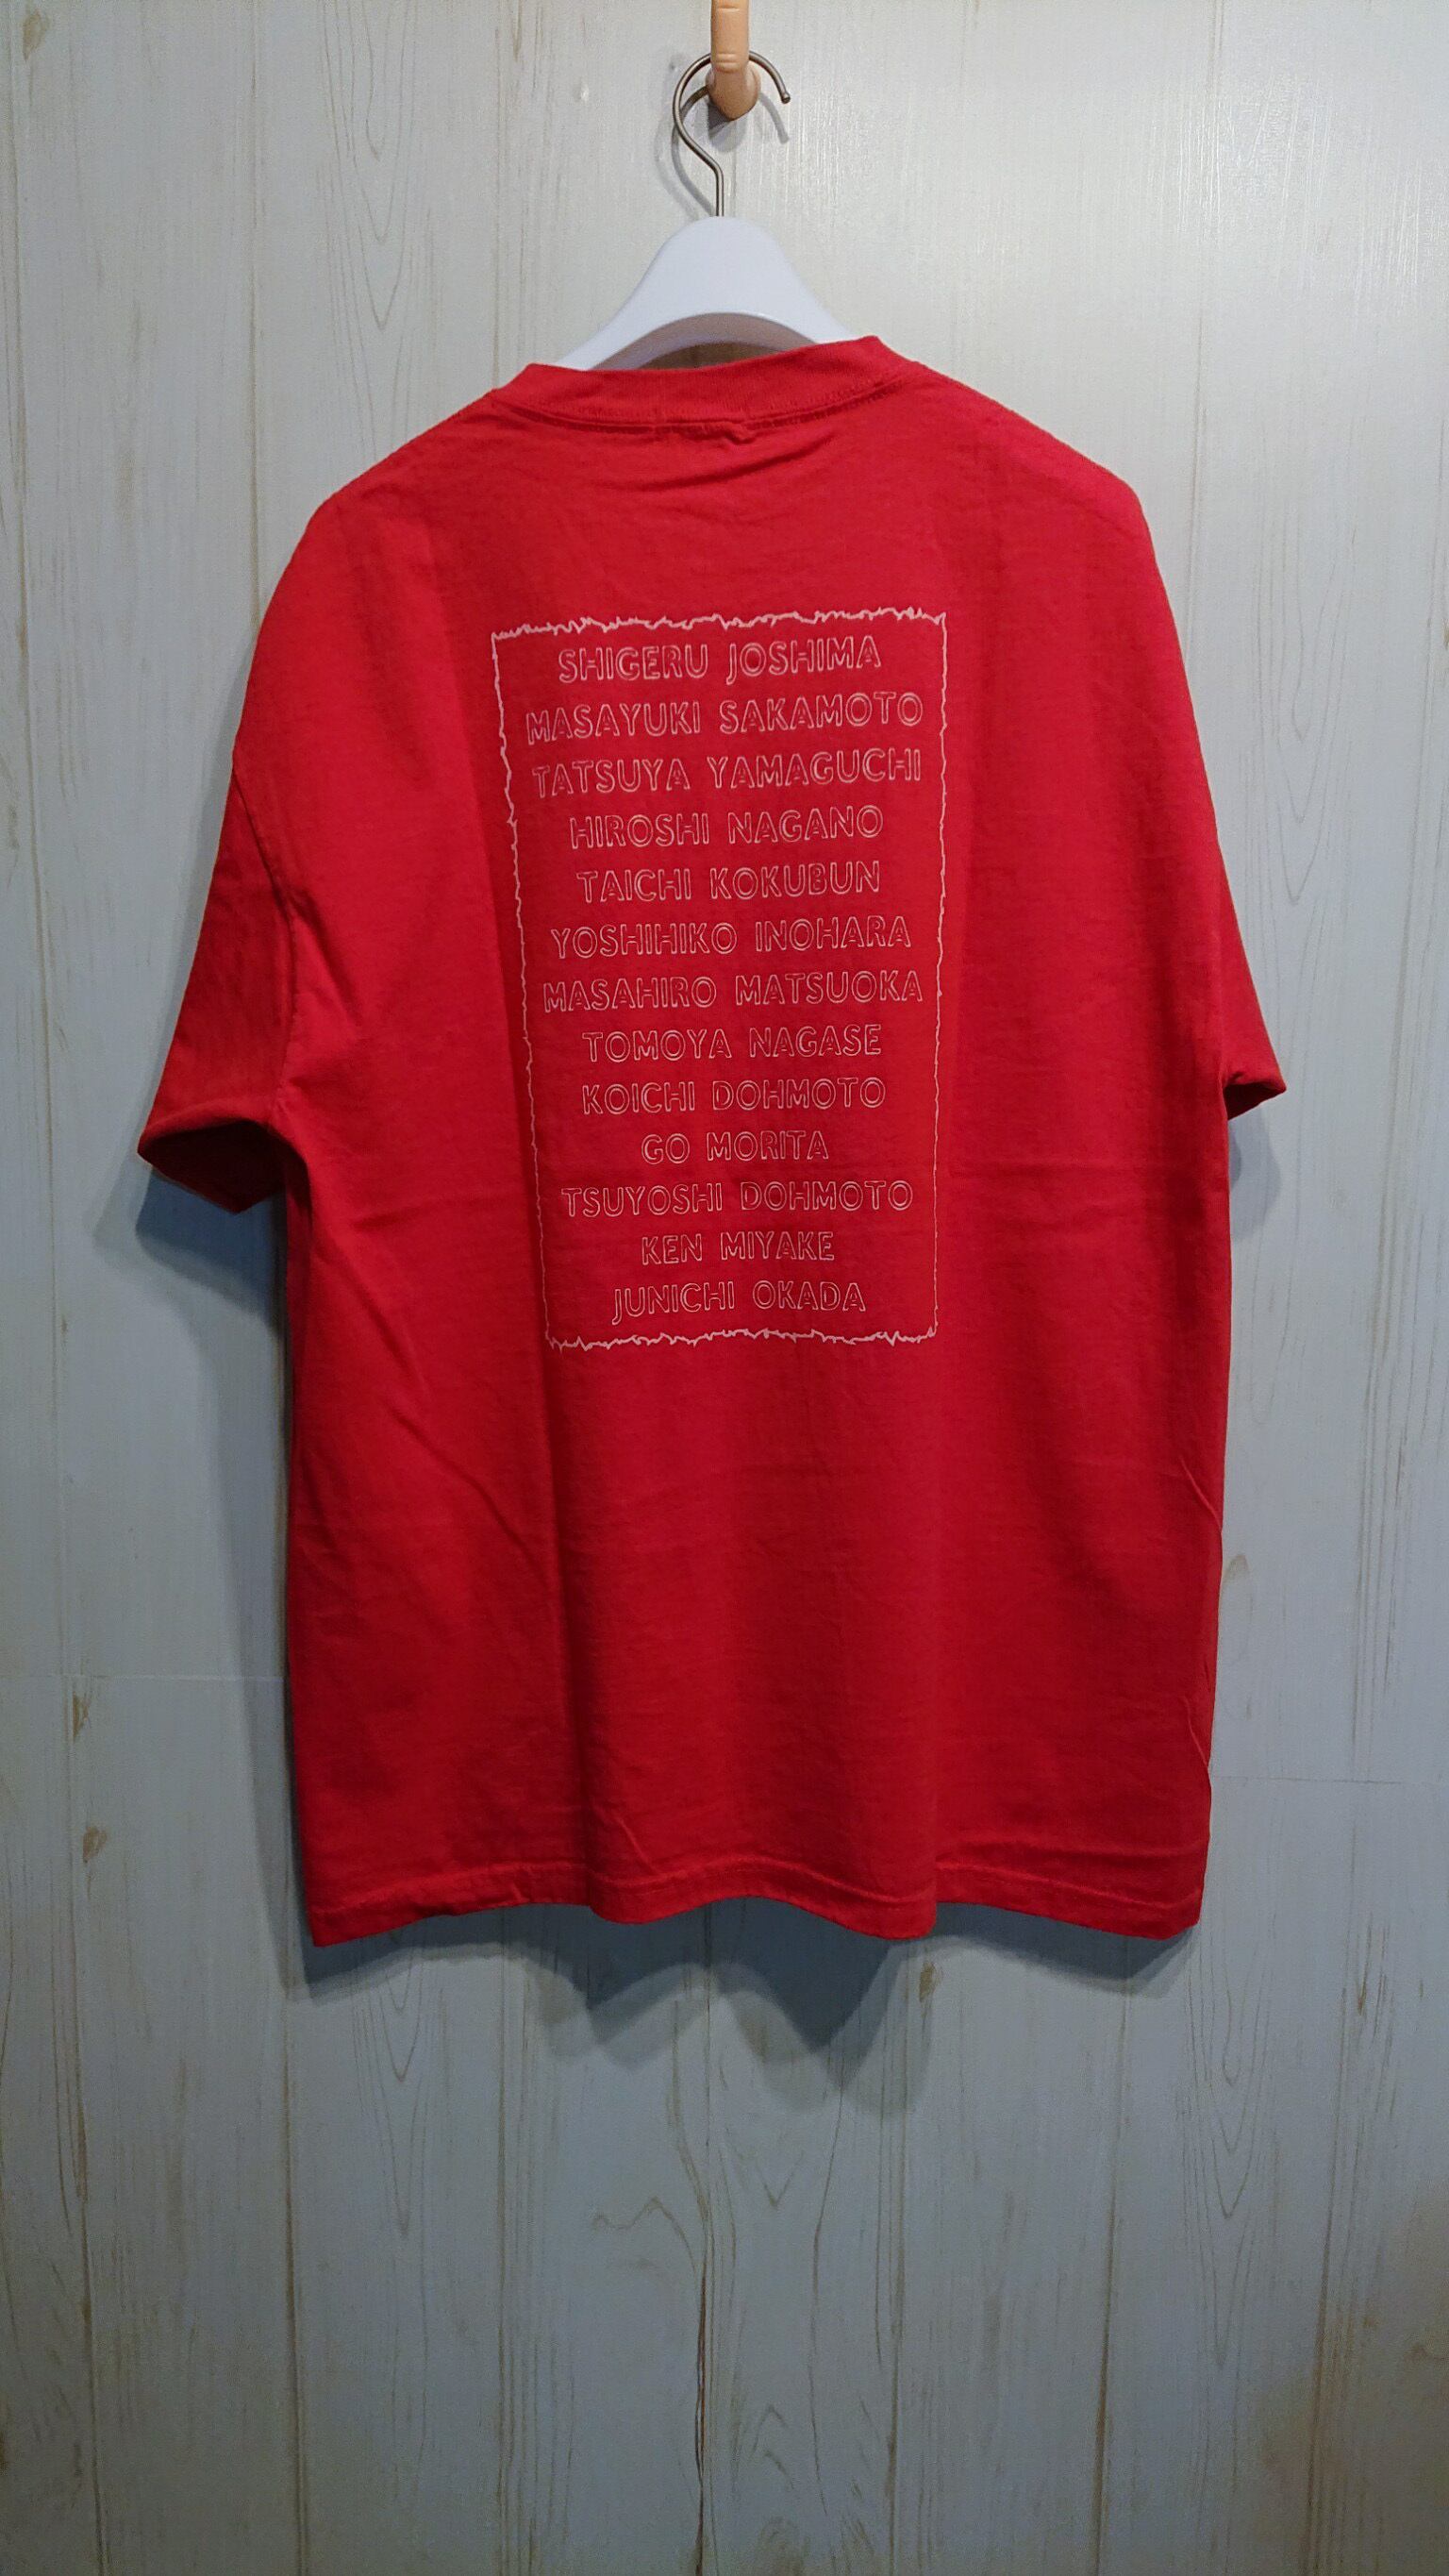 SHIGERU JOSHIMA
MASAYUKI SAKAMOTO
TATSUYA YAMAGUCHI
HIROSHI NAGANO
TAICHI KOKUBUN
YOSHIHIKO INOHARA
MASAHIRO MATSUOKA
TOMOYA NAGASE
KOICHI DOHMOTO
GO MORITA
TSUYOSHI DOHMOTO
KEN MIYAKE
JUNICHI OKADA